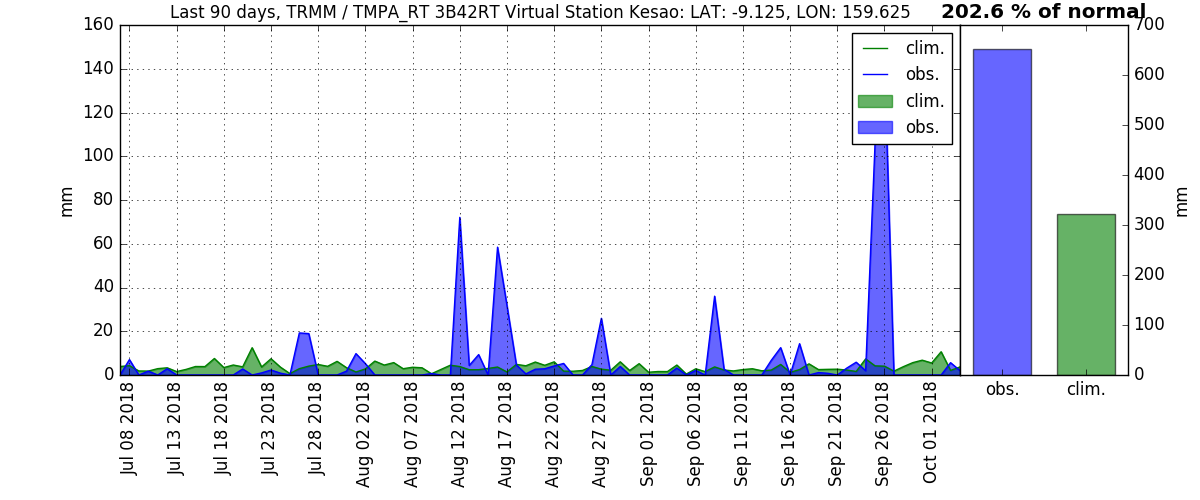 Last 90 days, TRMM / TMPA_RT 3B42RT Virtual Station Kesao: LAT: -9.125, LON: 159.625
202.6 % of normal
160
140
120
100
80
60
40
20
0
mm
clim.
obs.
clim.
obs.
Jul 08 2018
Jul 13 2018
Jul 18 2018
Jul 23 2018
Jul 28 2018
Aug 02 2018
Aug 07 2018
Aug 12 2018
Aug 17 2018
Aug 22 2018
Aug 27 2018
Sep 01 2018
Sep 06 2018
Sep 11 2018
Sep 16 2018
Sep 21 2018
Sep 26 2018
Oct 01 2018
700
600
500
400
300
200
100
0
mm
obs.
clim.